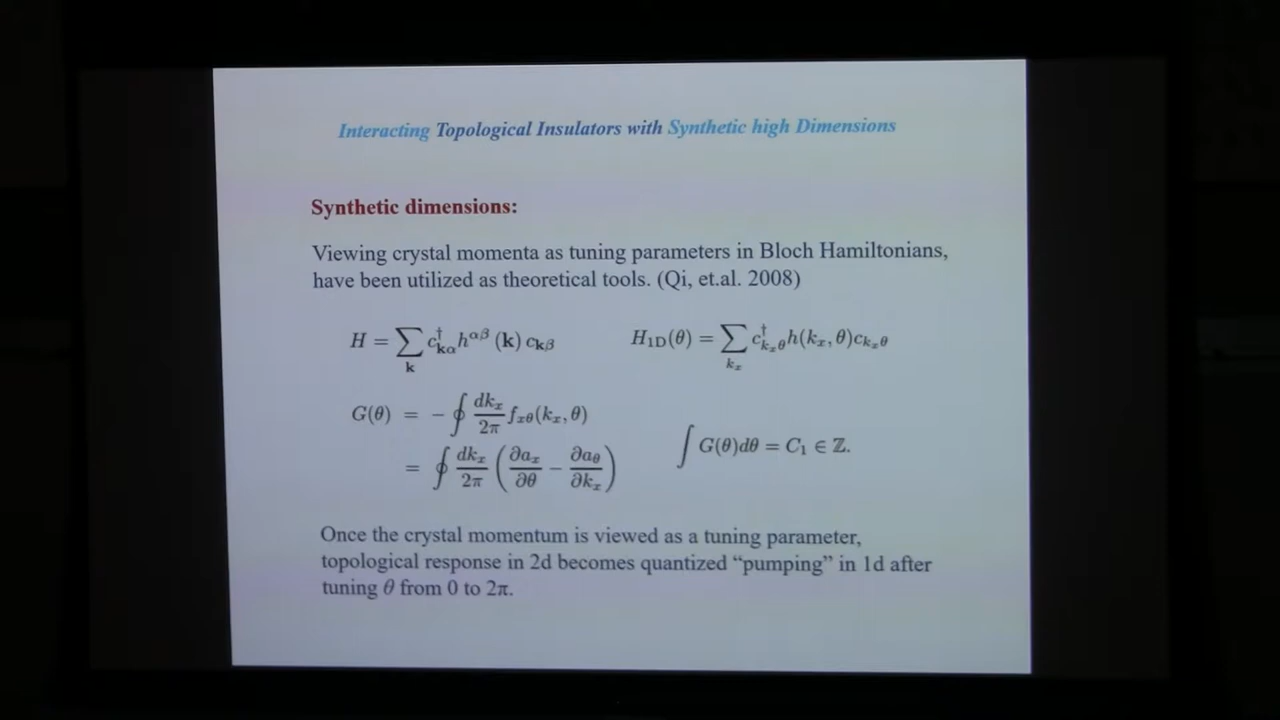 Interacting Topological Insulators with Synthetic high Dimensions
Synthetic dimensions:
Viewing crystal momenta as tuning parameters in Bloch Hamiltonians,
have been utilized as theoretical tools. (Qi, et.al. 2008)
H = ∑_k c†_{kα} h^{αβ} (k) c_{kβ}
H_{1D}(θ) = ∑_{k_x} c†_{k_xθ} h(k_x, θ) c_{k_xθ}
G(θ) = − ∮ dk_x/2π f_{xθ}(k_x, θ)
= ∮ dk_x/2π (∂a_x/∂θ − ∂a_θ/∂k_x)
∫ G(θ)dθ = C₁ ∈ ℤ.
Once the crystal momentum is viewed as a tuning parameter,
topological response in 2d becomes quantized “pumping” in 1d after
tuning θ from 0 to 2π.